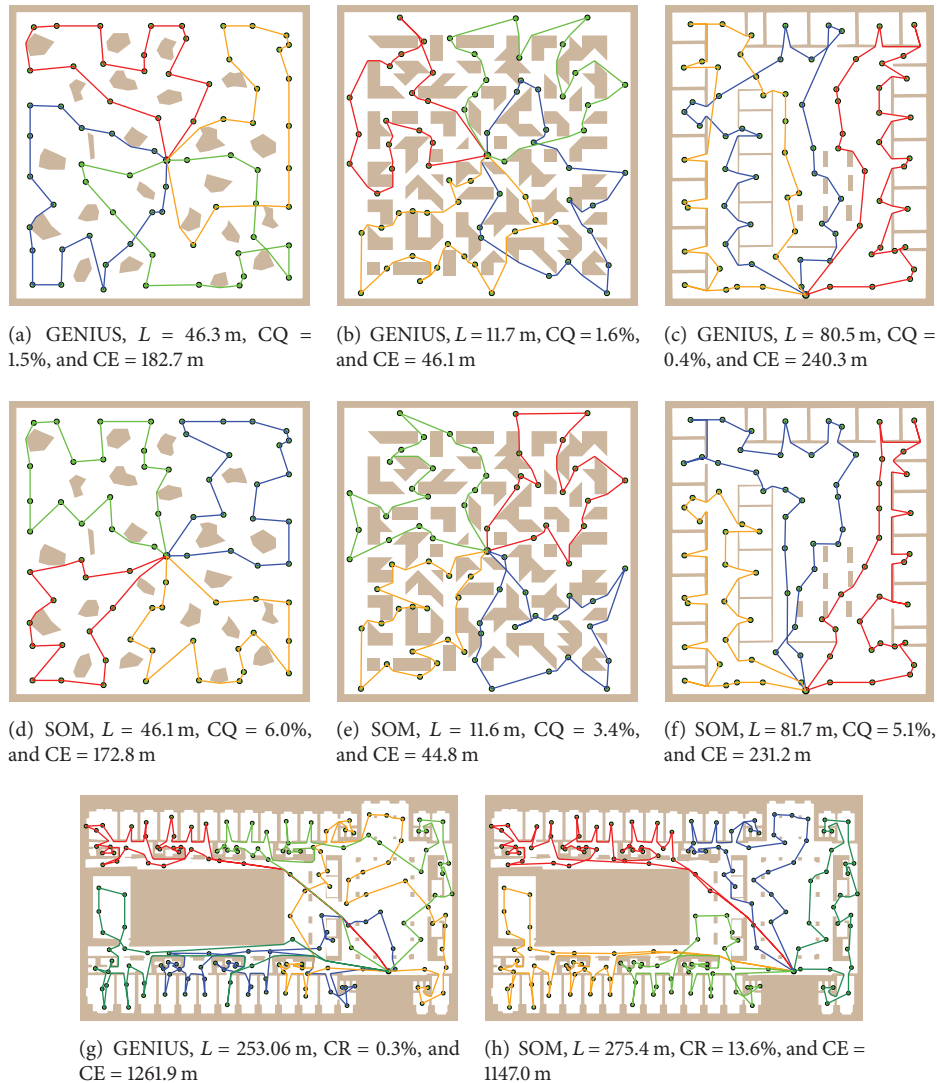 (a) GENIUS, L = 46.3 m, CQ =
1.5%, and CE = 182.7 m
(b) GENIUS, L = 11.7 m, CQ = 1.6%,
and CE = 46.1 m
(c) GENIUS, L = 80.5 m, CQ =
0.4%, and CE = 240.3 m
(d) SOM, L = 46.1 m, CQ = 6.0%,
and CE = 172.8 m
(e) SOM, L = 11.6 m, CQ = 3.4%,
and CE = 44.8 m
(f) SOM, L = 81.7 m, CQ = 5.1%,
and CE = 231.2 m
(g) GENIUS, L = 253.06 m, CR = 0.3%, and
CE = 1261.9 m
(h) SOM, L = 275.4 m, CR = 13.6%, and CE =
1147.0 m